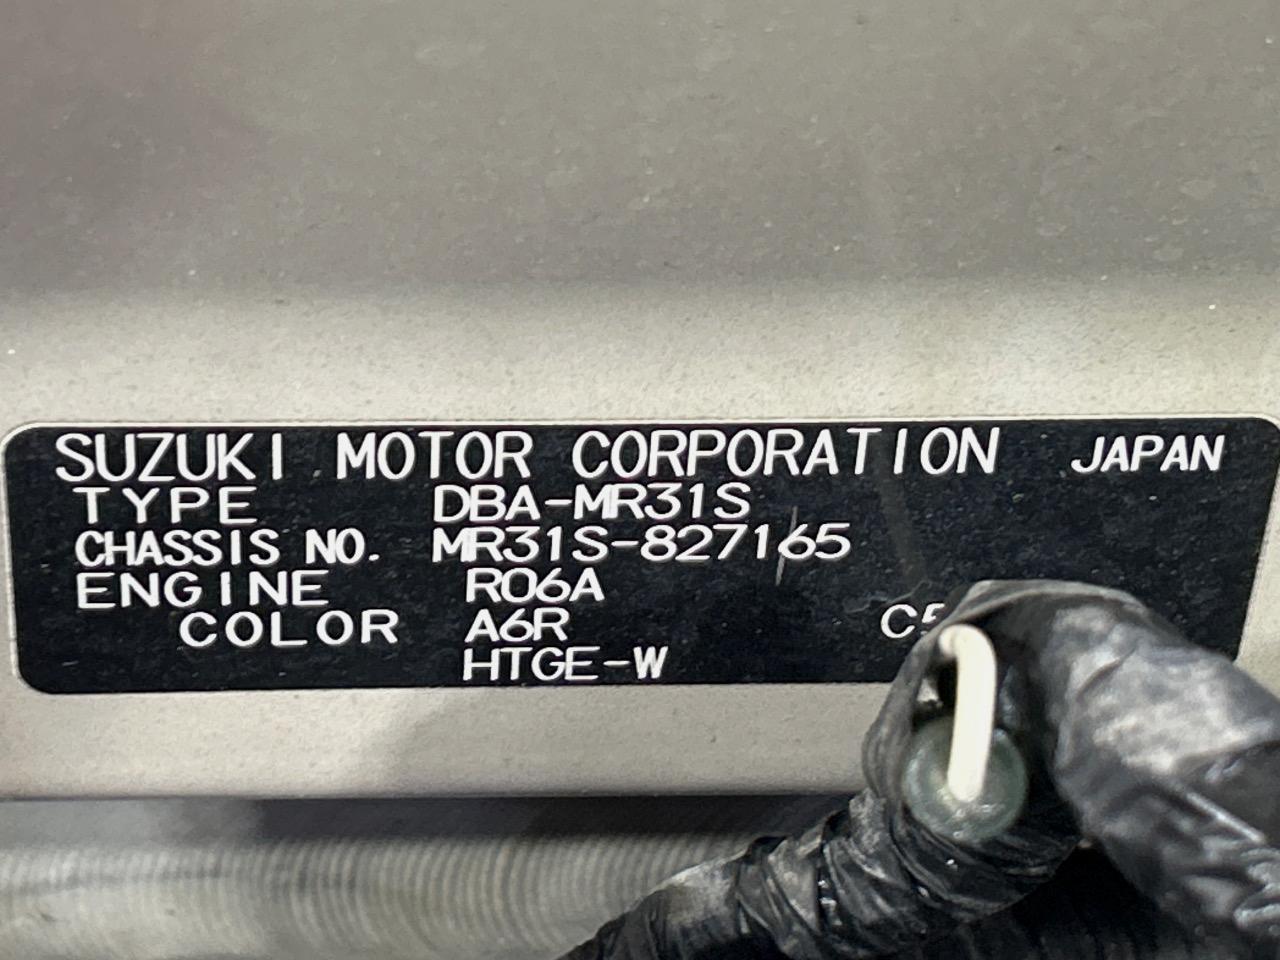 SUZUKI MOTOR CORPORATION JAPAN
TYPE DBA-MR31S
CHASSIS NO. MR31S-827165
ENGINE R06A
COLOR A6R
HTGE-W